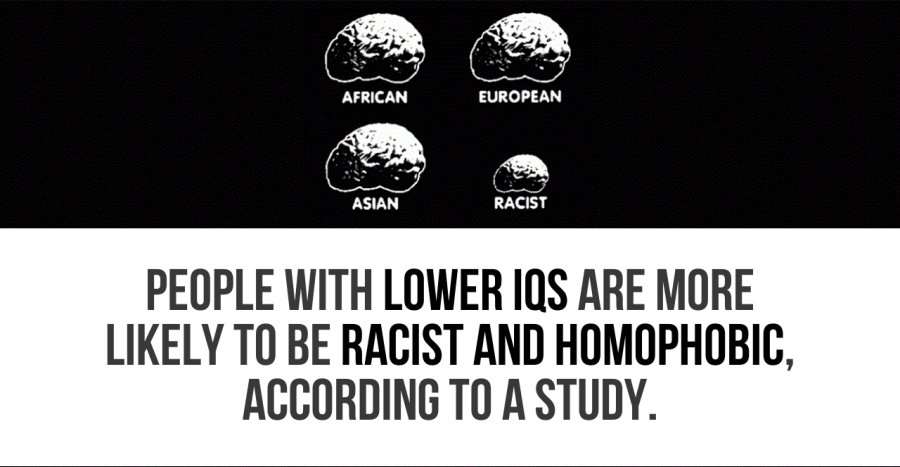 AFRICAN EUROPEAN
ASIAN RACIST
PEOPLE WITH LOWER IQS ARE MORE
LIKELY TO BE RACIST AND HOMOPHOBIC,
ACCORDING TO A STUDY.